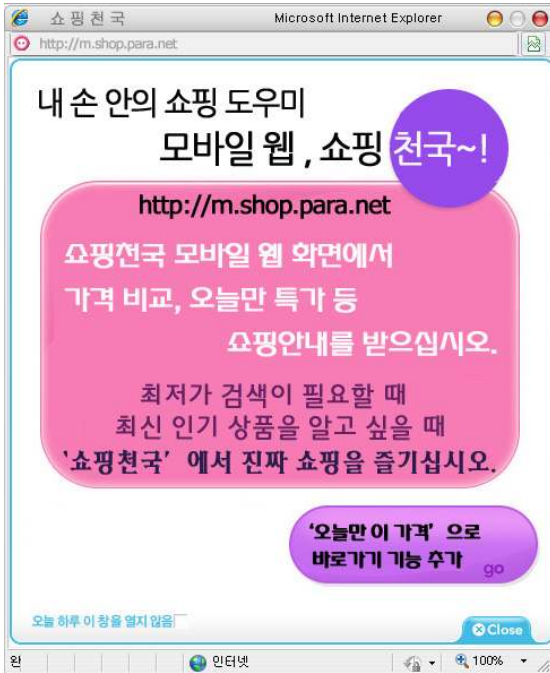 쇼핑천국 Microsoft Internet Explorer
http://m.shop.para.net
내 손 안의 쇼핑 도우미
모바일 웹 , 쇼핑 천국~!
http://m.shop.para.net
쇼핑천국 모바일 웹 화면에서
가격 비교, 오늘만 특가 등
쇼핑안내를 받으십시오.
최저가 검색이 필요할 때
최신 인기 상품을 알고 싶을 때
‘쇼핑천국’ 에서 진짜 쇼핑을 즐기십시오.
‘오늘만 이 가격’ 으로
바로가기 기능 추가
go
오늘 하루 이 창을 열지 않음
Close
완 인터넷 100%